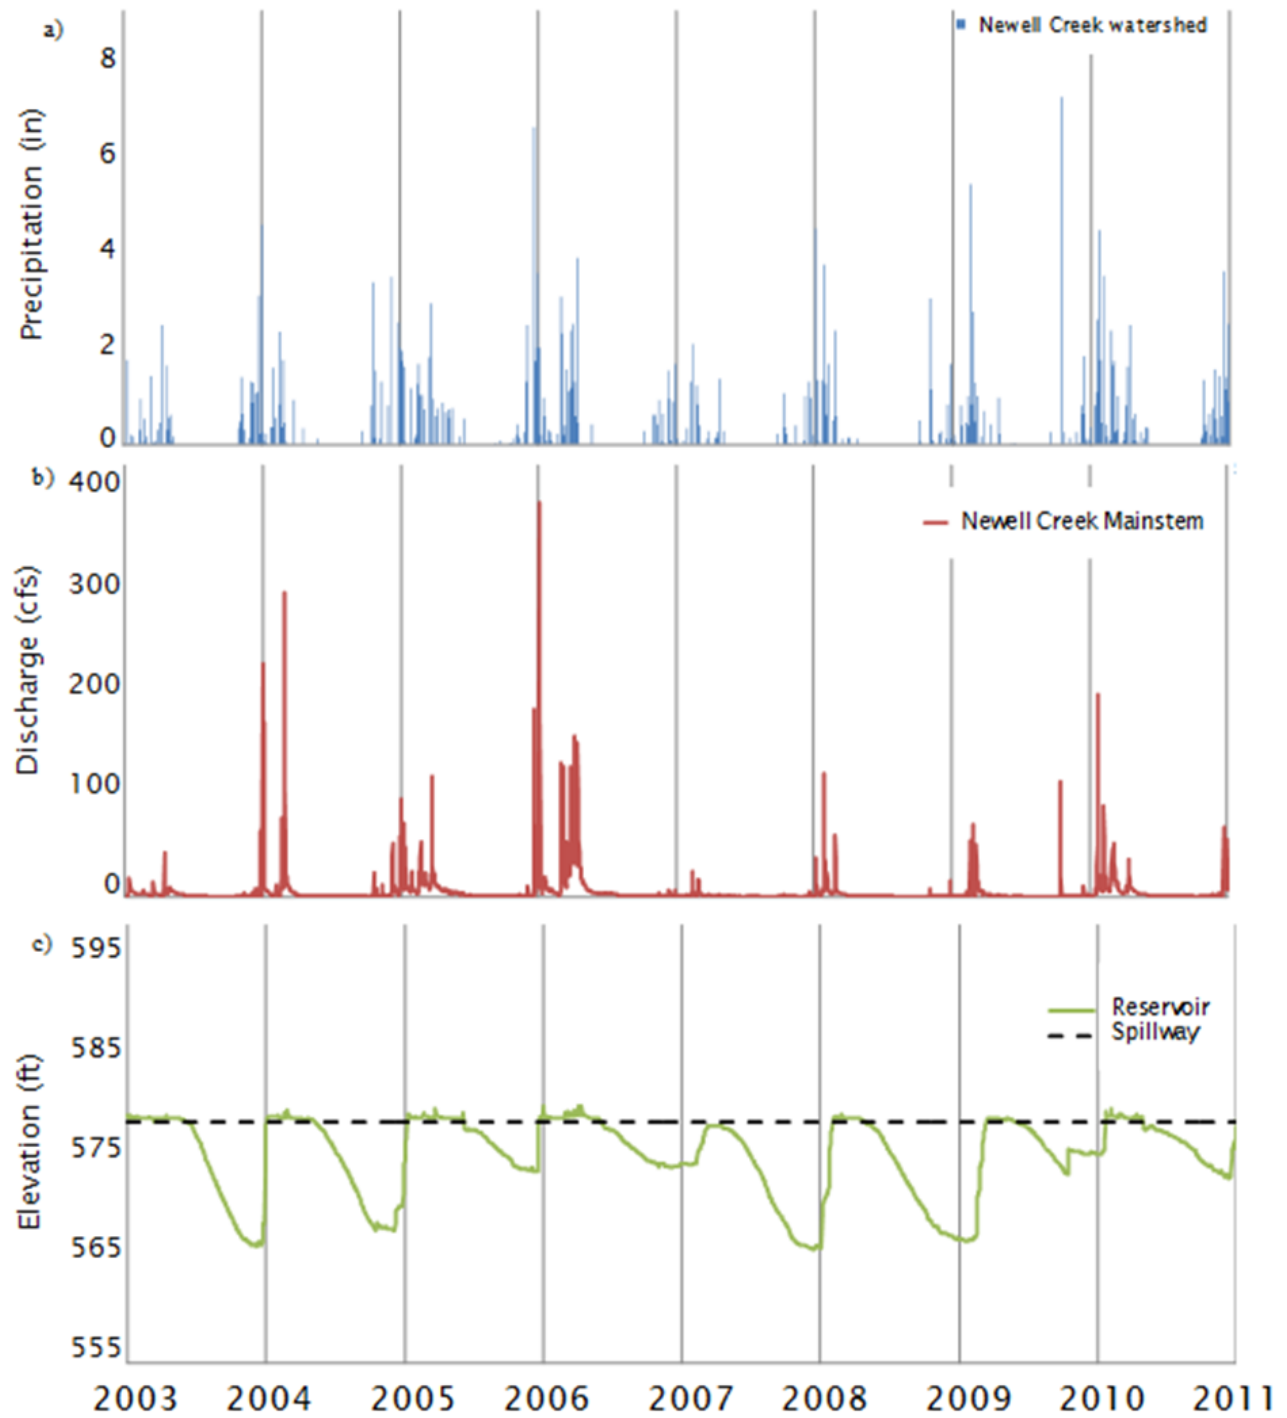 a)
Newell Creek watershed
8
6
4
2
0
Precipitation (in)
b)
400
300
200
100
0
Discharge (cfs)
Newell Creek Mainstem
c)
595
585
575
565
555
Elevation (ft)
Reservoir
Spillway
2003 2004 2005 2006 2007 2008 2009 2010 2011